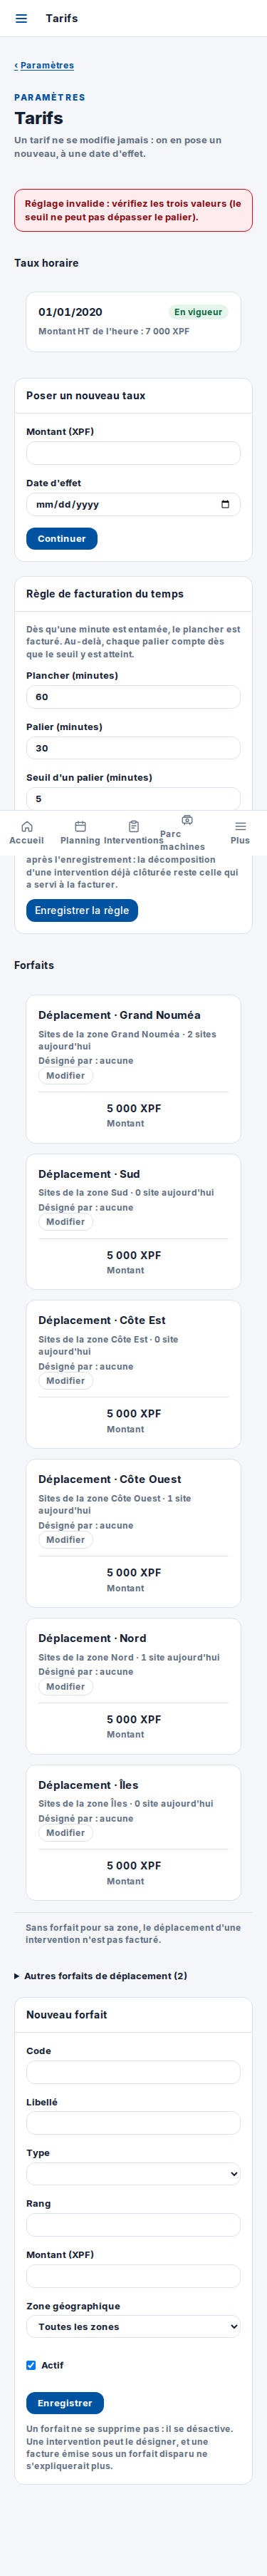 Tarifs
‹ Paramètres
PARAMÈTRES
Tarifs
Un tarif ne se modifie jamais : on en pose un
nouveau, à une date d'effet.
Réglage invalide : vérifiez les trois valeurs (le
seuil ne peut pas dépasser le palier).
Taux horaire
01/01/2020
En vigueur
Montant HT de l'heure : 7 000 XPF
Poser un nouveau taux
Montant (XPF)
Date d'effet
mm/dd/yyyy
Continuer
Règle de facturation du temps
Dès qu'une minute est entamée, le plancher est
facturé. Au-delà, chaque palier compte dès
que le seuil y est atteint.
Plancher (minutes)
60
Palier (minutes)
30
Seuil d'un palier (minutes)
5
Accueil
Planning
Interventions
Parc
machines
Plus
après l'enregistrement : la décomposition
d'une intervention déjà clôturée reste celle qui
a servi à la facturer.
Enregistrer la règle
Forfaits
Déplacement · Grand Nouméa
Sites de la zone Grand Nouméa · 2 sites
aujourd'hui
Désigné par : aucune
Modifier
5 000 XPF
Montant
Déplacement · Sud
Sites de la zone Sud · 0 site aujourd'hui
Désigné par : aucune
Modifier
5 000 XPF
Montant
Déplacement · Côte Est
Sites de la zone Côte Est · 0 site
aujourd'hui
Désigné par : aucune
Modifier
5 000 XPF
Montant
Déplacement · Côte Ouest
Sites de la zone Côte Ouest · 1 site
aujourd'hui
Désigné par : aucune
Modifier
5 000 XPF
Montant
Déplacement · Nord
Sites de la zone Nord · 1 site aujourd'hui
Désigné par : aucune
Modifier
5 000 XPF
Montant
Déplacement · Îles
Sites de la zone Îles · 0 site aujourd'hui
Désigné par : aucune
Modifier
5 000 XPF
Montant
Sans forfait pour sa zone, le déplacement d'une
intervention n'est pas facturé.
Autres forfaits de déplacement (2)
Nouveau forfait
Code
Libellé
Type
Rang
Montant (XPF)
Zone géographique
Toutes les zones
Actif
Enregistrer
Un forfait ne se supprime pas : il se désactive.
Une intervention peut le désigner, et une
facture émise sous un forfait disparu ne
s'expliquerait plus.